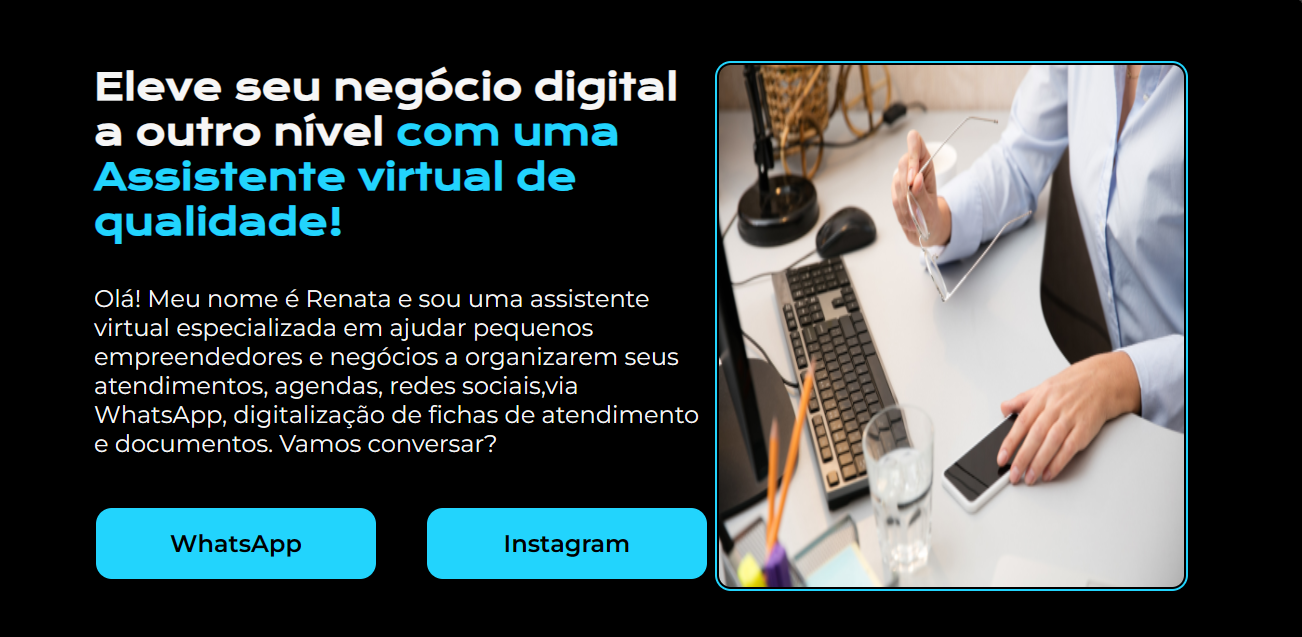 Eleve seu negócio digital
a outro nível com uma
Assistente virtual de
qualidade!
Olá! Meu nome é Renata e sou uma assistente
virtual especializada em ajudar pequenos
empreendedores e negócios a organizarem seus
atendimentos, agendas, redes sociais,via
WhatsApp, digitalização de fichas de atendimento
e documentos. Vamos conversar?
WhatsApp
Instagram